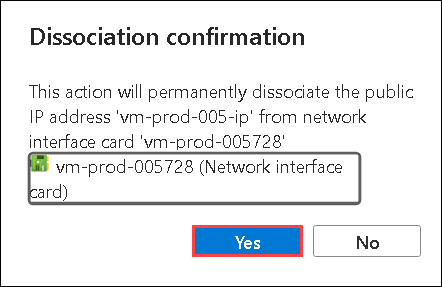 Dissociation confirmation
This action will permanently dissociate the public
IP address 'vm-prod-005-ip' from network
interface card 'vm-prod-005728'
vm-prod-005728 (Network interface
card)
Yes
No